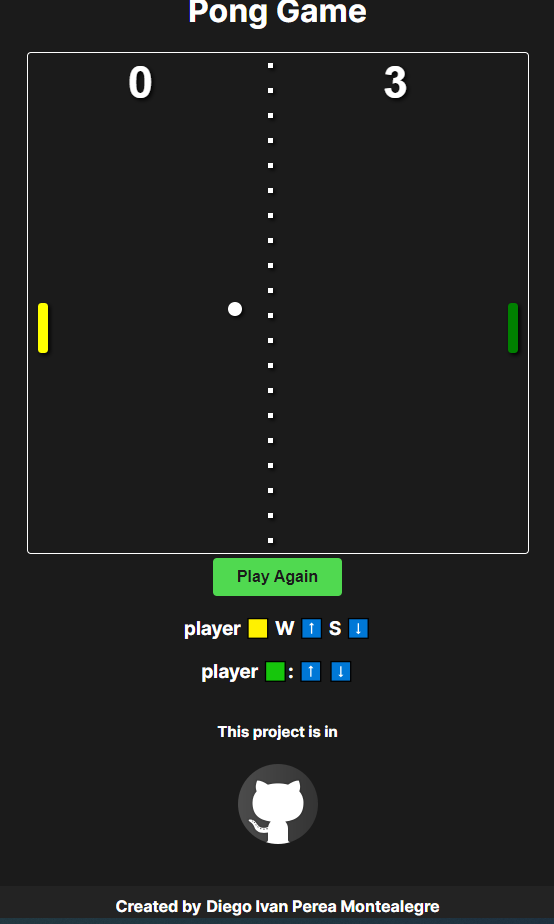 Pong Game
0 3
Play Again
player 🟨 W ⬆️ S ⬇️
player 🟩: ⬆️ ⬇️
This project is in
Created by Diego Ivan Perea Montealegre